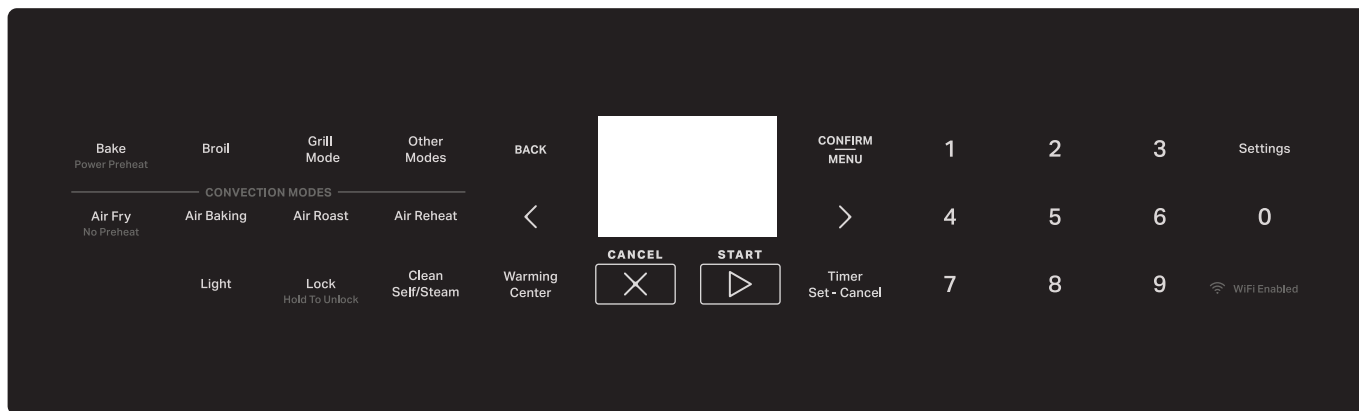 Bake
Power Preheat
Broil
Grill
Mode
Other
Modes
BACK
CONFIRM
MENU
1
2
3
Settings
CONVECTION MODES
Air Fry
No Preheat
Air Baking
Air Roast
Air Reheat
4
5
6
0
Light
Lock
Hold To Unlock
Clean
Self/Steam
Warming
Center
CANCEL
START
Timer
Set - Cancel
7
8
9
WiFi Enabled